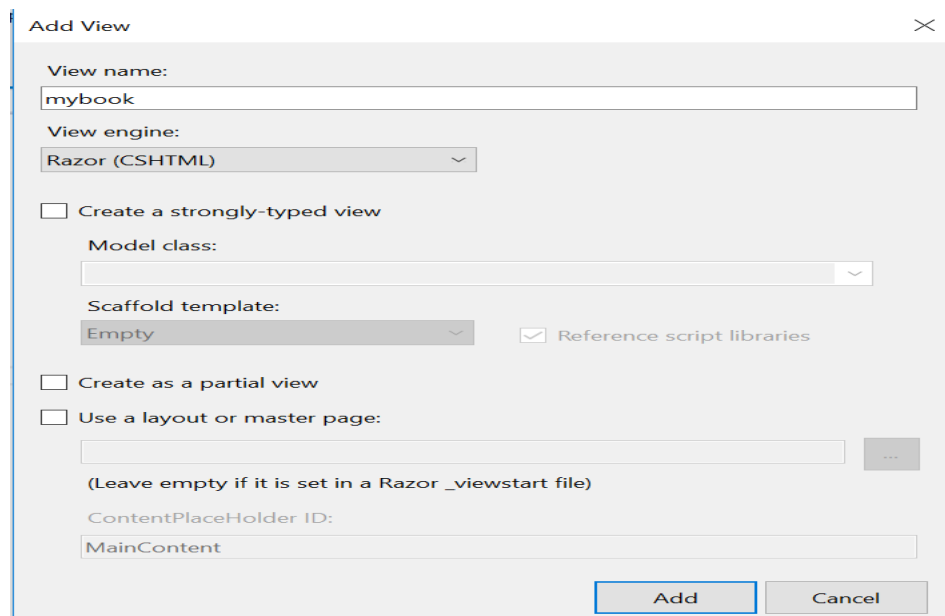 Add View
View name:
mybook
View engine:
Razor (CSHTML)
Create a strongly-typed view
Model class:
Scaffold template:
Empty
Reference script libraries
Create as a partial view
Use a layout or master page:
...
(Leave empty if it is set in a Razor _viewstart file)
ContentPlaceHolder ID:
MainContent
Add Cancel